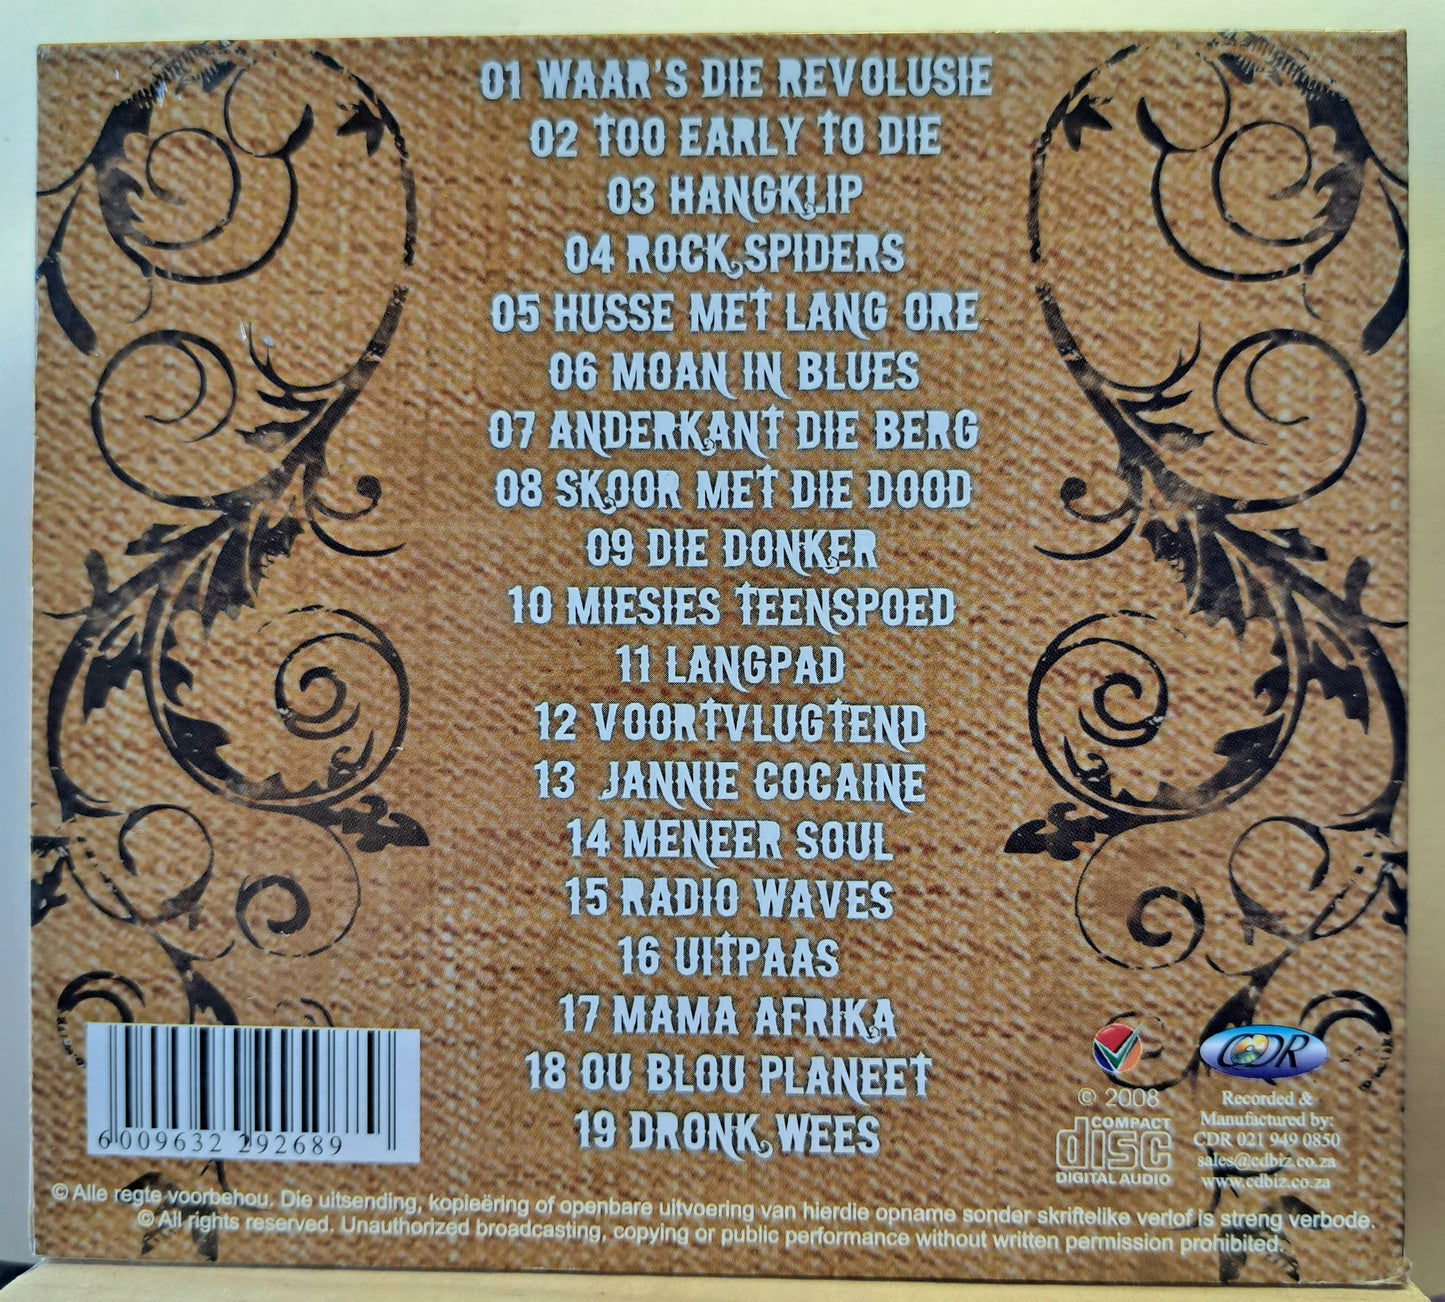 01 WAAR'S DIE REVOLUSIE
02 TOO EARLY TO DIE
03 HANGKLIP
04 ROCK SPIDERS
05 HUSSE MET LANG ORE
06 MOAN IN BLUES
07 ANDERKANT DIE BERG
08 SKOOR MET DIE DOOD
09 DIE DONKER
10 MIESIES TEENSPOED
11 LANGPAD
12 VOORTVLUGTEND
13 JANNIE COCAINE
14 MENEER SOUL
15 RADIO WAVES
16 UITPAAS
17 MAMA AFRIKA
18 OU BLOU PLANEET
19 DRONK WEES
6 009632 292689
© 2008
COMPACT
disc
DIGITAL AUDIO
CDR
Recorded &
Manufactured by:
CDR 021 949 0850
sales@cdbiz.co.za
www.cdbiz.co.za
© Alle regte voorbehou. Die uitsending, kopieëring of openbare uitvoering van hierdie opname sonder skriftelike verlof is streng verbode.
© All rights reserved. Unauthorized broadcasting, copying or public performance without written permission prohibited.